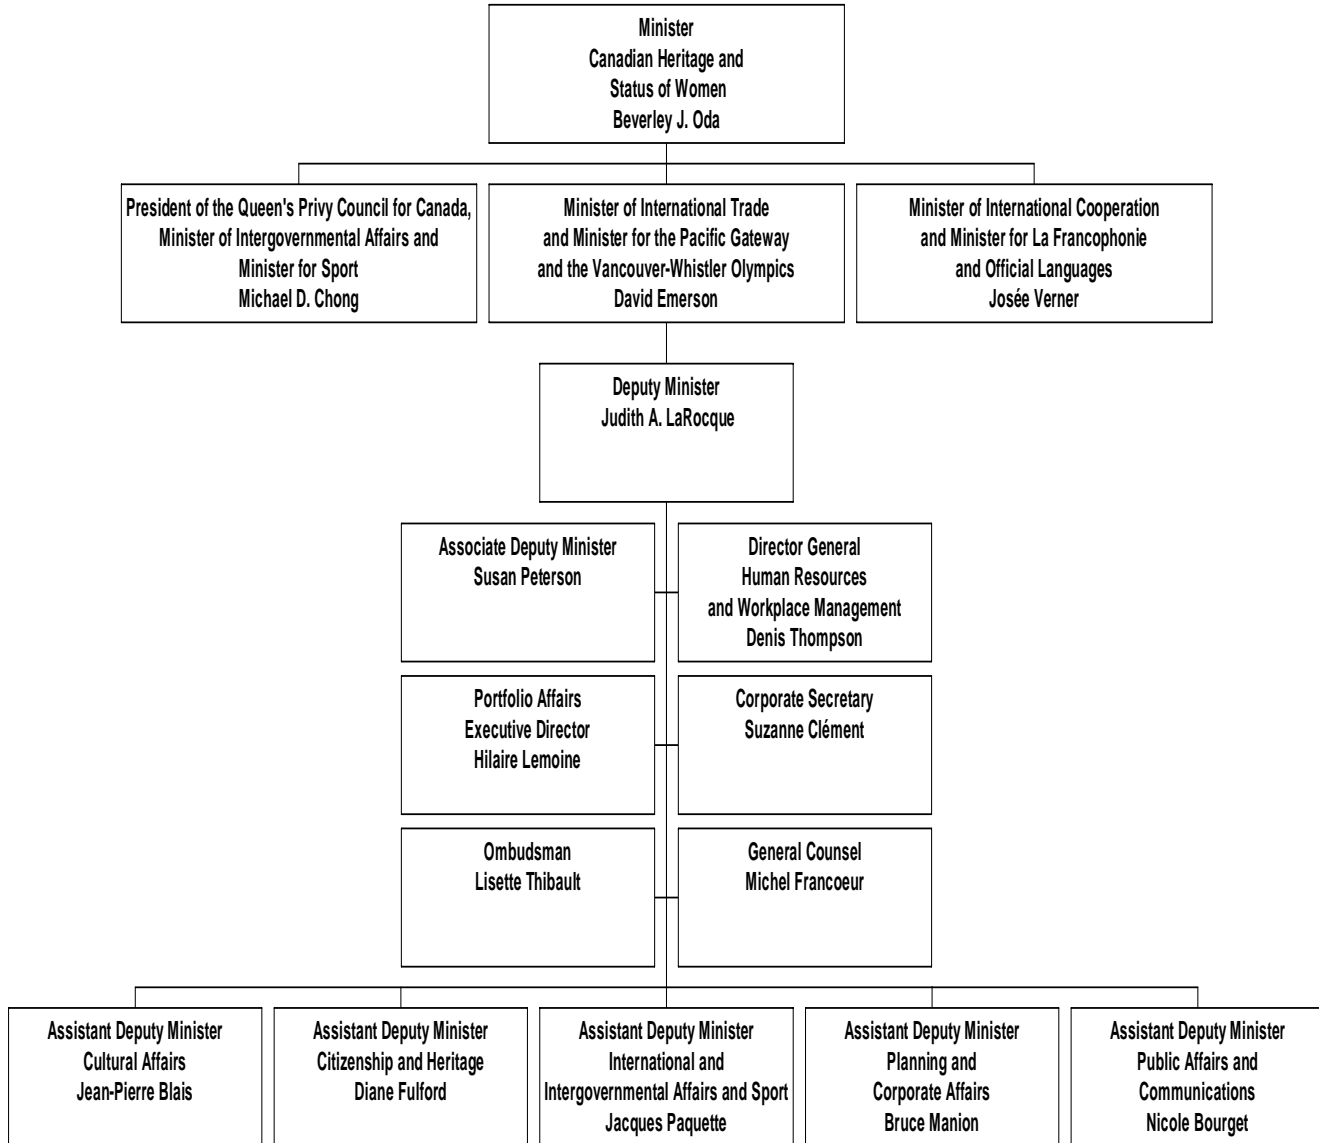 Minister
Canadian Heritage and
Status of Women
Beverley J. Oda
President of the Queen's Privy Council for Canada,
Minister of Intergovernmental Affairs and
Minister for Sport
Michael D. Chong
Minister of International Trade
and Minister for the Pacific Gateway
and the Vancouver-Whistler Olympics
David Emerson
Minister of International Cooperation
and Minister for La Francophonie
and Official Languages
Josée Verner
Deputy Minister
Judith A. LaRocque
Associate Deputy Minister
Susan Peterson
Director General
Human Resources
and Workplace Management
Denis Thompson
Portfolio Affairs
Executive Director
Hilaire Lemoine
Corporate Secretary
Suzanne Clément
Ombudsman
Lisette Thibault
General Counsel
Michel Francoeur
Assistant Deputy Minister
Cultural Affairs
Jean-Pierre Blais
Assistant Deputy Minister
Citizenship and Heritage
Diane Fulford
Assistant Deputy Minister
International and
Intergovernmental Affairs and Sport
Jacques Paquette
Assistant Deputy Minister
Planning and
Corporate Affairs
Bruce Manion
Assistant Deputy Minister
Public Affairs and
Communications
Nicole Bourget